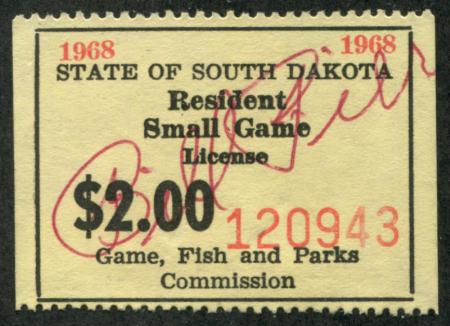 1968 1968
STATE OF SOUTH DAKOTA
Resident
Small Game
License
$2.00
120943
Game, Fish and Parks
Commission